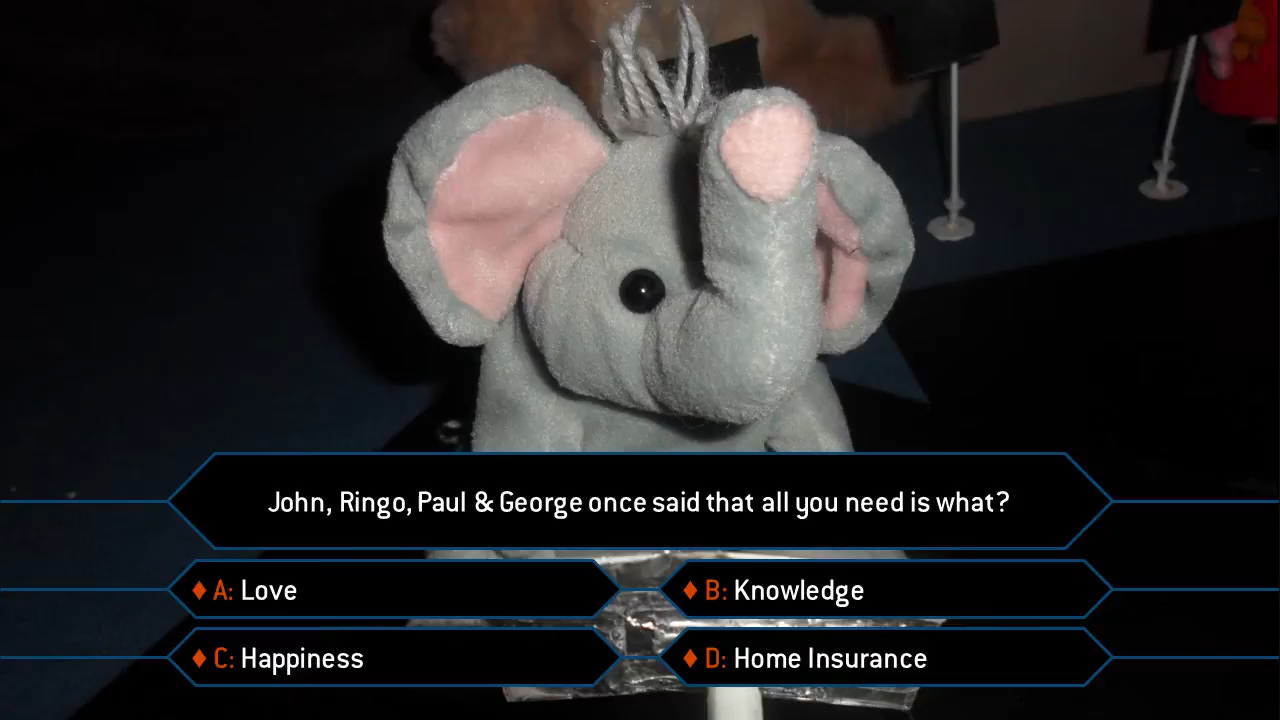 John, Ringo, Paul & George once said that all you need is what?
A: Love
B: Knowledge
C: Happiness
D: Home Insurance